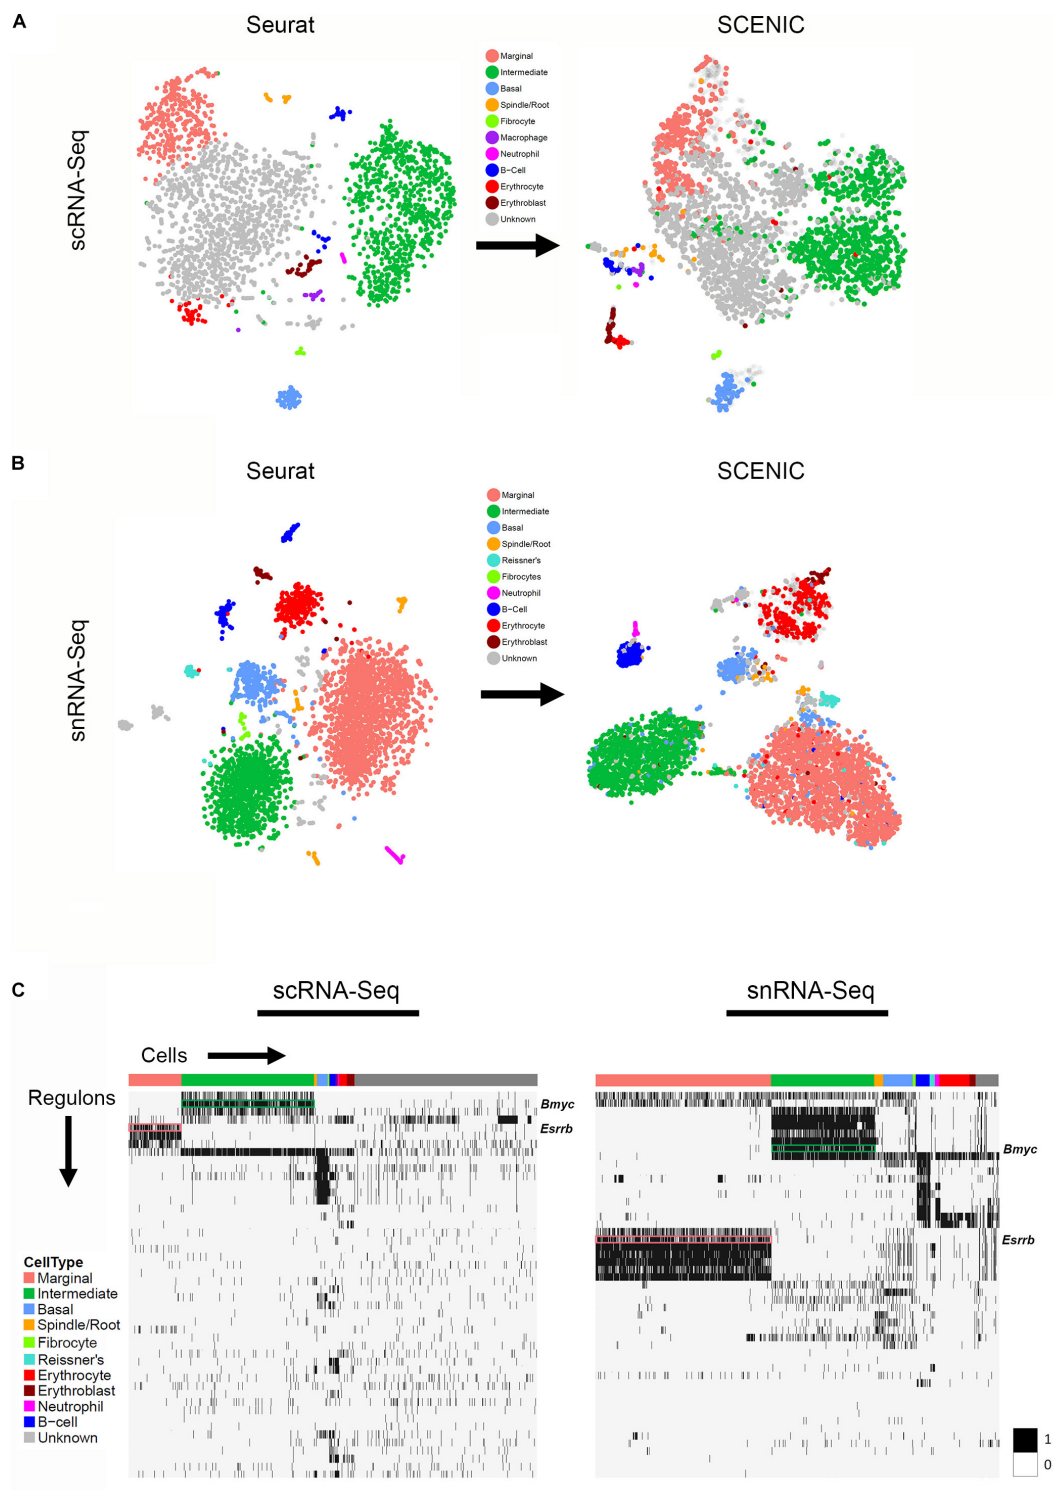 A
Seurat
SCENIC
scRNA-Seq
Marginal
Intermediate
Basal
Spindle/Root
Fibrocyte
Macrophage
Neutrophil
B-Cell
Erythrocyte
Erythroblast
Unknown
B
Seurat
SCENIC
snRNA-Seq
Marginal
Intermediate
Basal
Spindle/Root
Reissner's
Fibrocytes
Neutrophil
B-Cell
Erythrocyte
Erythroblast
Unknown
C
scRNA-Seq
snRNA-Seq
Cells
Regulons
Bmyc
Esrrb
Bmyc
Esrrb
CellType
Marginal
Intermediate
Basal
Spindle/Root
Fibrocyte
Reissner's
Erythrocyte
Erythroblast
Neutrophil
B-cell
Unknown
1
0